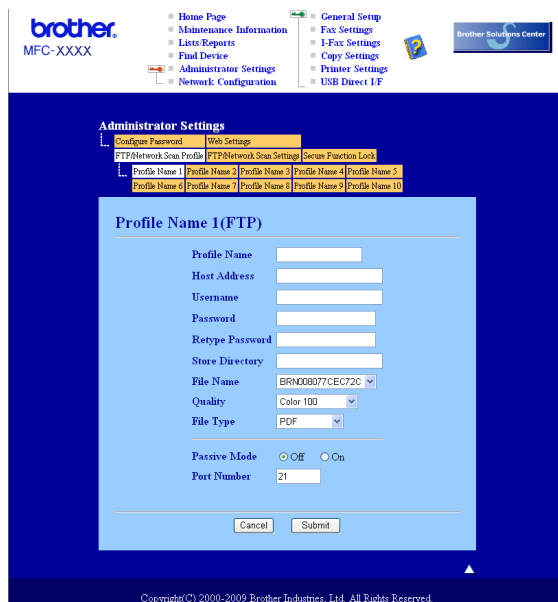 brother.
MFC-XXXX
Home Page
Maintenance Information
Lists/Reports
Find Device
Administrator Settings
Network Configuration
General Setup
Fax Settings
I-Fax Settings
Copy Settings
Printer Settings
USB Direct I/F
Brother Solutions Center
Administrator Settings
Configure Password Web Settings
FTP/Network Scan Profile FTP/Network Scan Settings Secure Function Lock
Profile Name 1 Profile Name 2 Profile Name 3 Profile Name 4 Profile Name 5
Profile Name 6 Profile Name 7 Profile Name 8 Profile Name 9 Profile Name 10
Profile Name 1(FTP)
Profile Name
Host Address
Username
Password
Retype Password
Store Directory
File Name BRN008077CEC72C
Quality Color 100
File Type PDF
Passive Mode Off On
Port Number 21
Cancel Submit
Copyright(C) 2000-2009 Brother Industries, Ltd. All Rights Reserved.